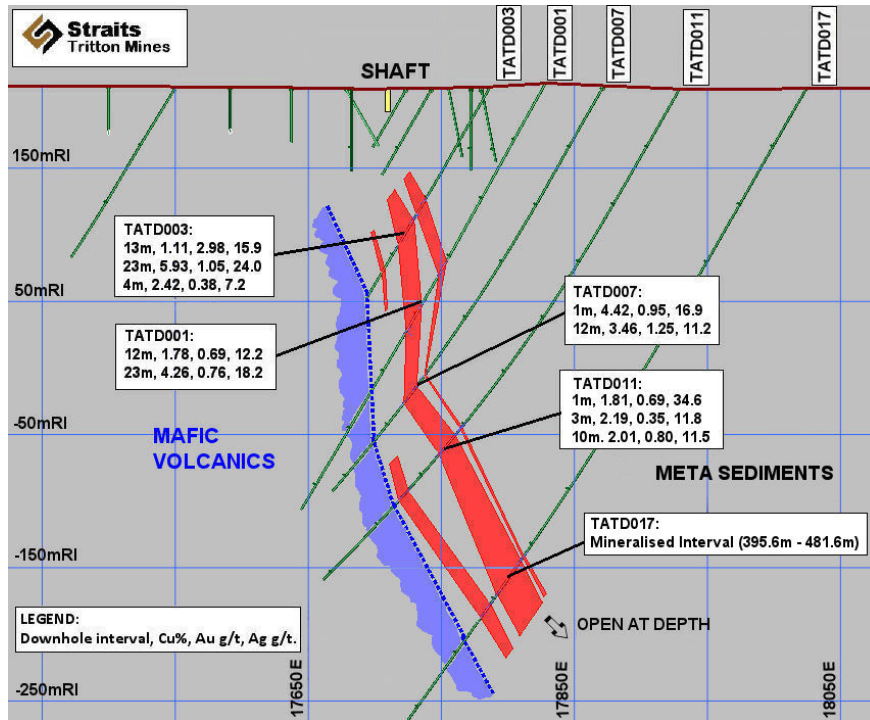 Straits
Tritton Mines
SHAFT
TATD003
TATD001
TATD007
TATD011
TATD017
150mRl
TATD003:
13m, 1.11, 2.98, 15.9
23m, 5.93, 1.05, 24.0
4m, 2.42, 0.38, 7.2
50mRl
TATD007:
1m, 4.42, 0.95, 16.9
12m, 3.46, 1.25, 11.2
TATD001:
12m, 1.78, 0.69, 12.2
23m, 4.26, 0.76, 18.2
TATD011:
1m, 1.81, 0.69, 34.6
3m, 2.19, 0.35, 11.8
10m. 2.01, 0.80, 11.5
-50mRl
MAFIC
VOLCANICS
META SEDIMENTS
TATD017:
Mineralised Interval (395.6m - 481.6m)
-150mRl
LEGEND:
Downhole interval, Cu%, Au g/t, Ag g/t.
OPEN AT DEPTH
-250mRl
17650 E
17850 E
18050 E